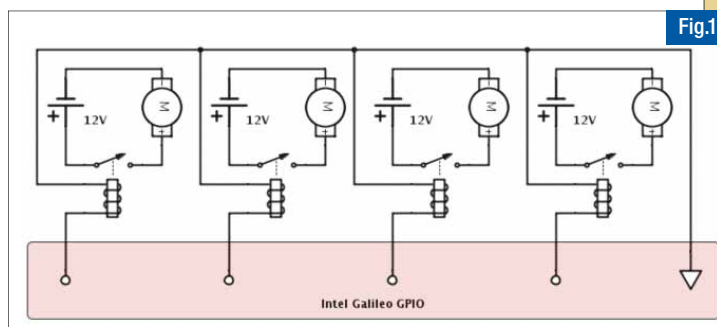 Fig.1
M
M
M
M
+ 12V
+ 12V
+ 12V
+ 12V
Intel Galileo GPIO